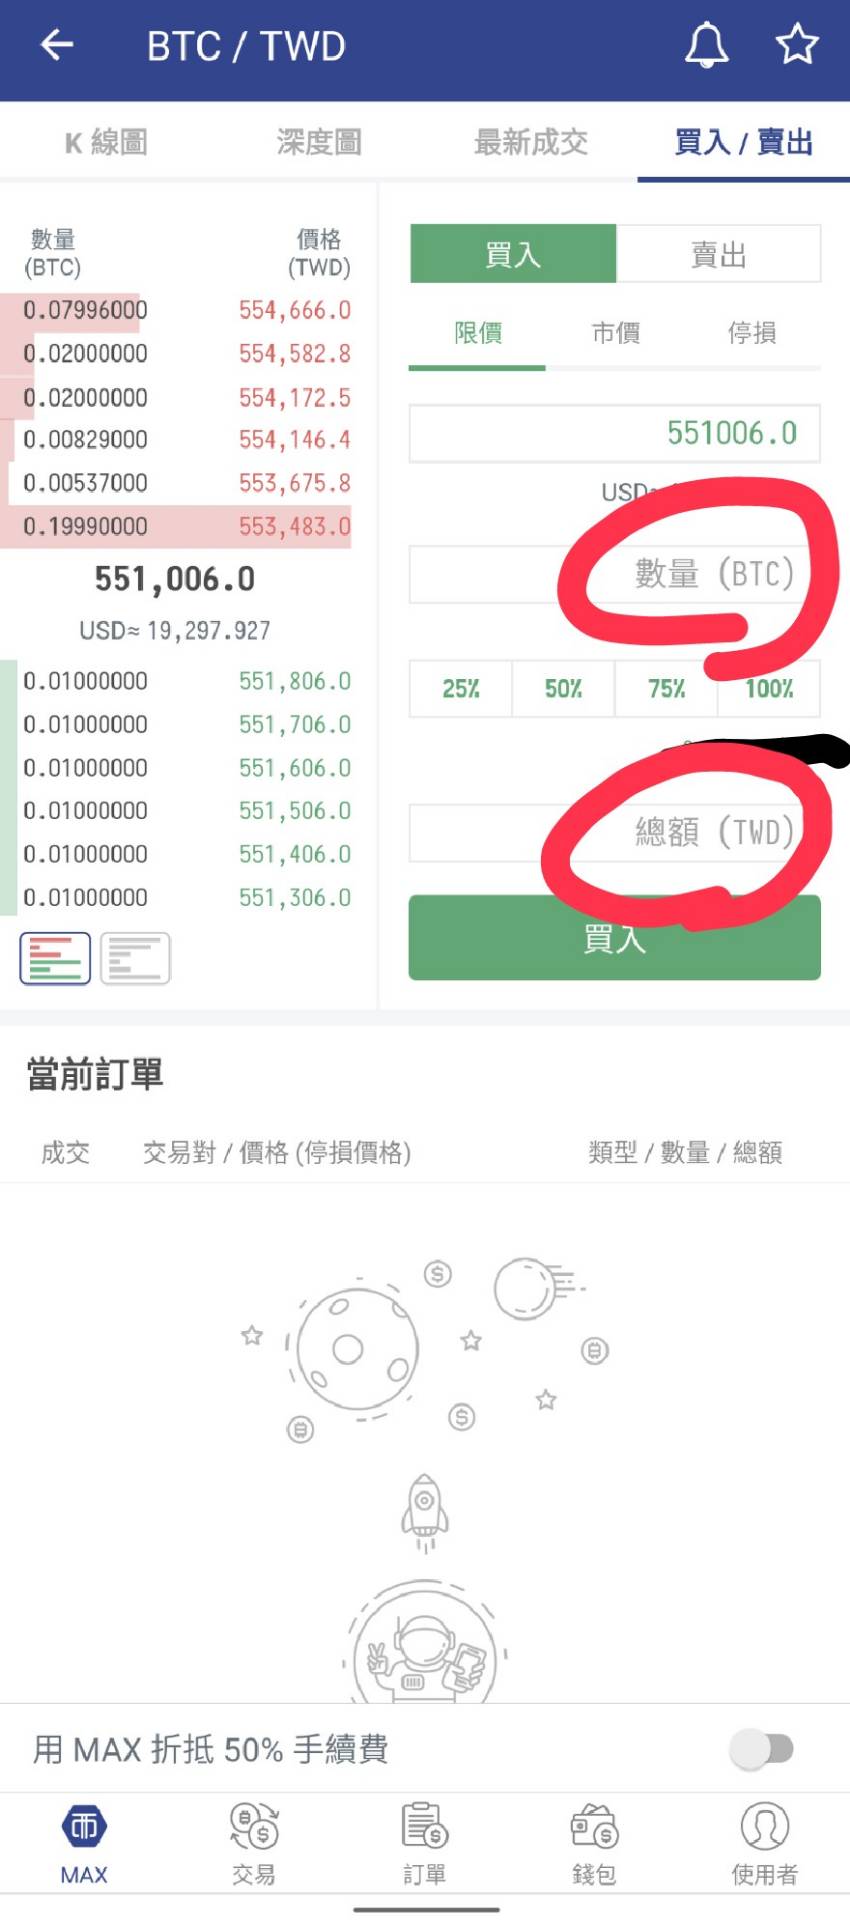 BTC / TWD
K 線圖 深度圖 最新成交 買入 / 賣出
數量 價格
(BTC) (TWD)
0.07996000 554,666.0
0.02000000 554,582.8
0.02000000 554,172.5
0.00829000 554,146.4
0.00537000 553,675.8
0.19990000 553,483.0
551,006.0
USD≈ 19,297.927
0.01000000 551,806.0
0.01000000 551,706.0
0.01000000 551,606.0
0.01000000 551,506.0
0.01000000 551,406.0
0.01000000 551,306.0
買入 賣出
限價 市價 停損
551006.0
USD≈
數量 (BTC)
25% 50% 75% 100%
總額 (TWD)
買入
當前訂單
成交 交易對 / 價格 (停損價格) 類型 / 數量 / 總額
用 MAX 折抵 50% 手續費
MAX 交易 訂單 錢包 使用者